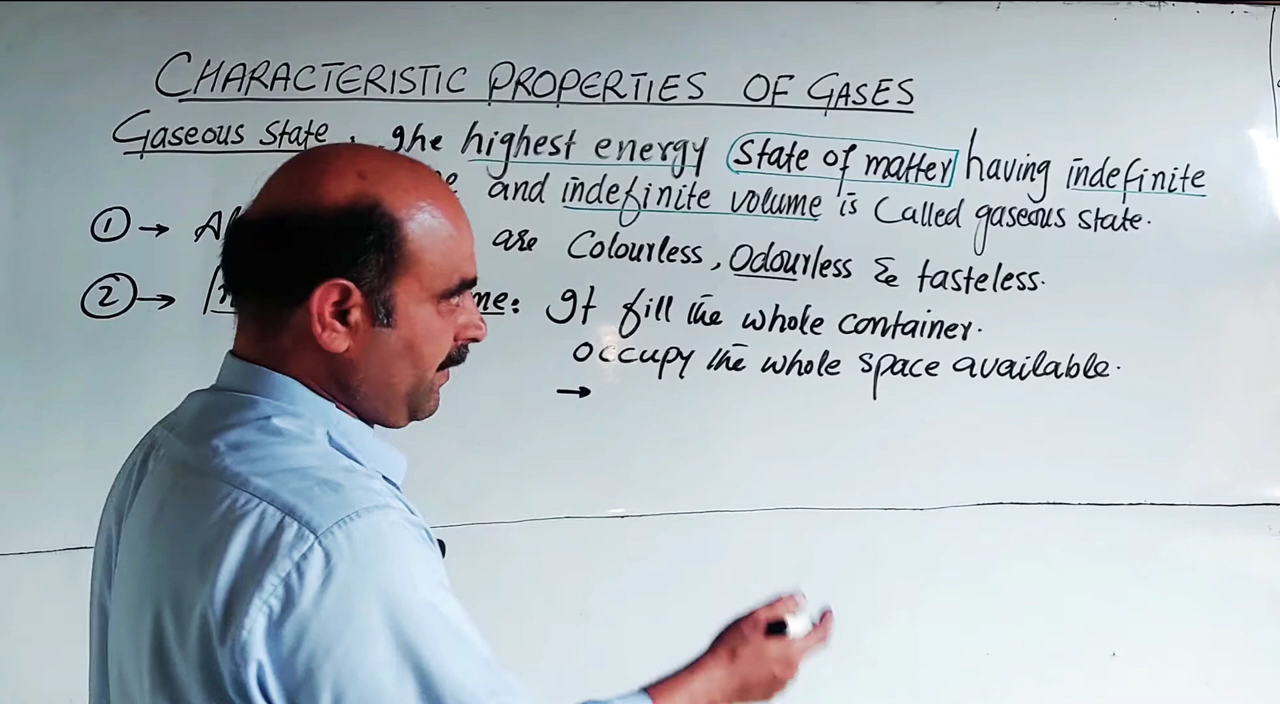 CHARACTERISTIC PROPERTIES OF GASES
Gaseous state: The highest energy state of matter having indefinite
and indefinite volume is called gaseous state.
① → Al are Colourless, Odourless & tasteless.
② → me: It fill the whole container.
Occupy the whole space available.
→